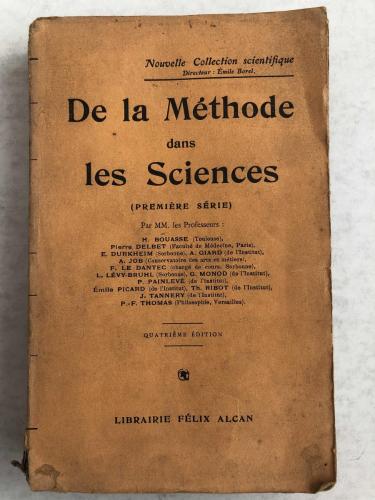 Nouvelle Collection scientifique
Directeur : Émile Borel.
De la Méthode
dans
les Sciences
(PREMIÈRE SÉRIE)
Par MM. les Professeurs :
H. BOUASSE (Toulouse),
Pierre DELBET (Faculté de Médecine, Paris),
E. DURKHEIM (Sorbonne), A. GIARD (de l'Institut),
A. JOB (Conservatoire des arts et métiers),
F. LE DANTEC (chargé de cours, Sorbonne),
L. LÉVY-BRUHL (Sorbonne), G. MONOD (de l'Institut),
P. PAINLEVÉ (de l'Institut),
Émile PICARD (de l'Institut), Th. RIBOT (de l'Institut),
J. TANNERY (de l'Institut),
P.-F. THOMAS (Philosophie, Versailles).
QUATRIÈME ÉDITION
LIBRAIRIE FÉLIX ALCAN